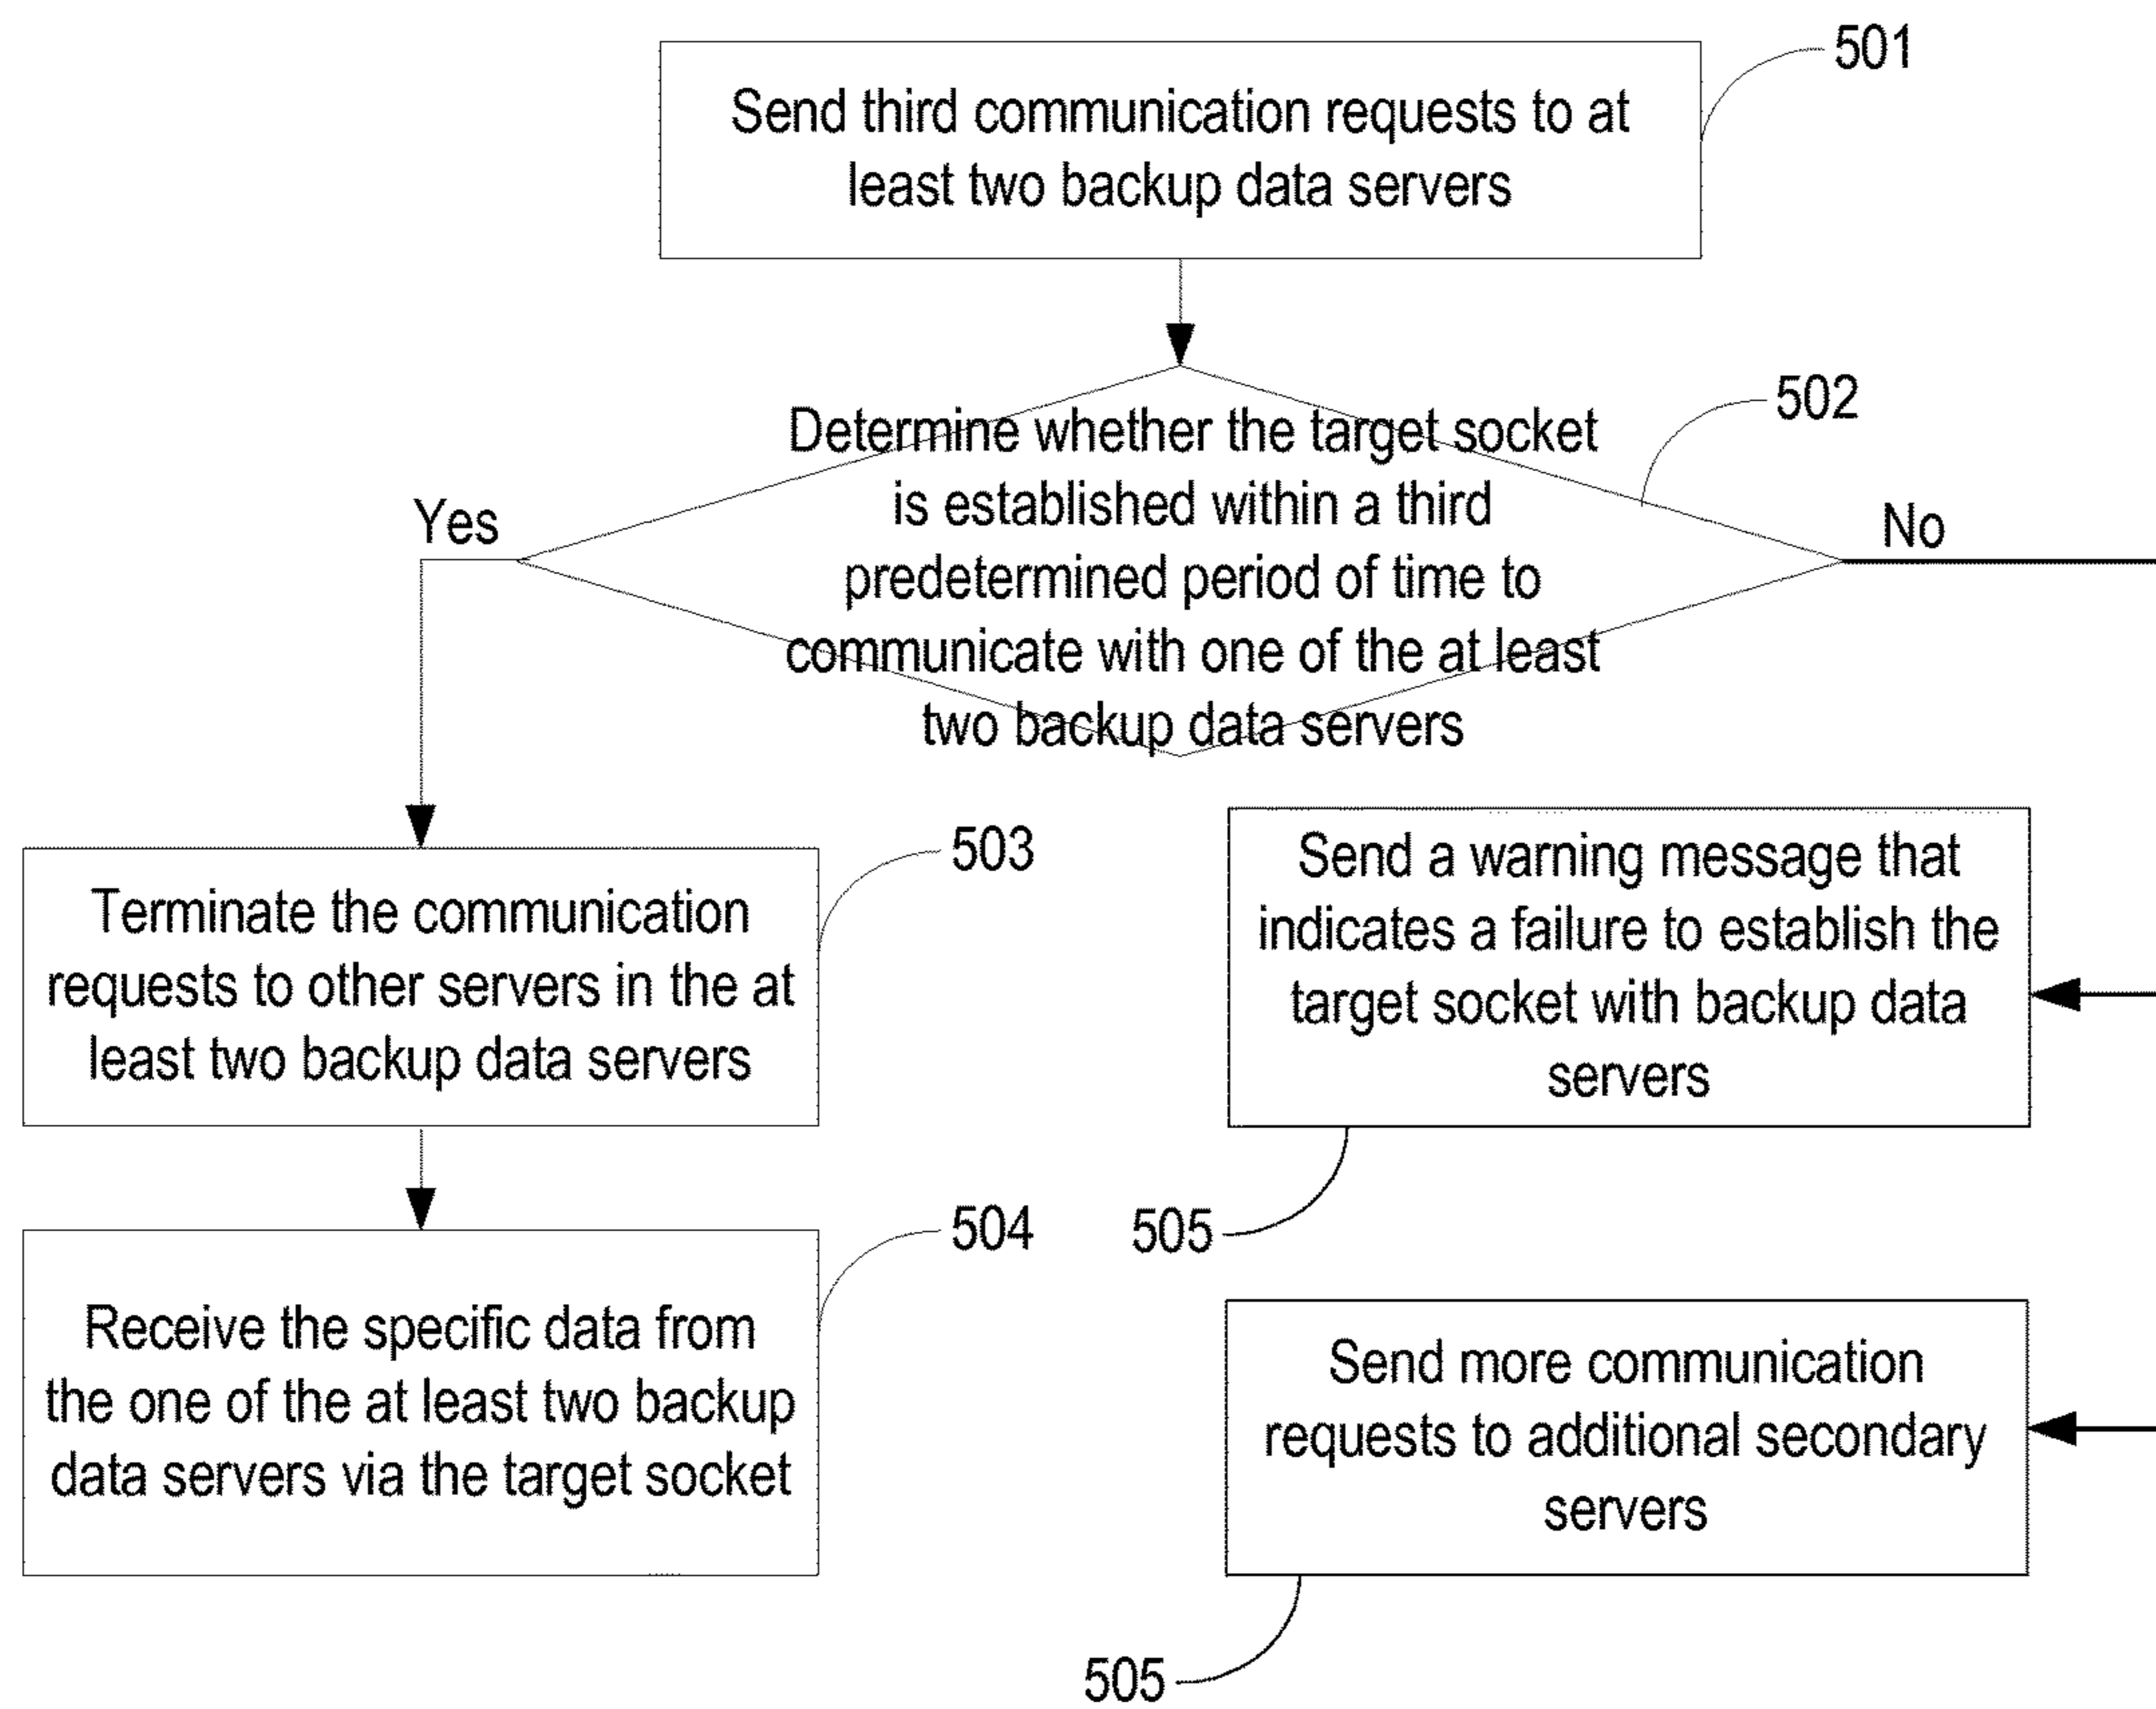 501
Send third communication requests to at
least two backup data servers
502
Determine whether the target socket
is established within a third
predetermined period of time to
communicate with one of the at least
two backup data servers
Yes
No
503
Terminate the communication
requests to other servers in the at
least two backup data servers
Send a warning message that
indicates a failure to establish the
target socket with backup data
servers
504
505
Receive the specific data from
the one of the at least two backup
data servers via the target socket
Send more communication
requests to additional secondary
servers
505